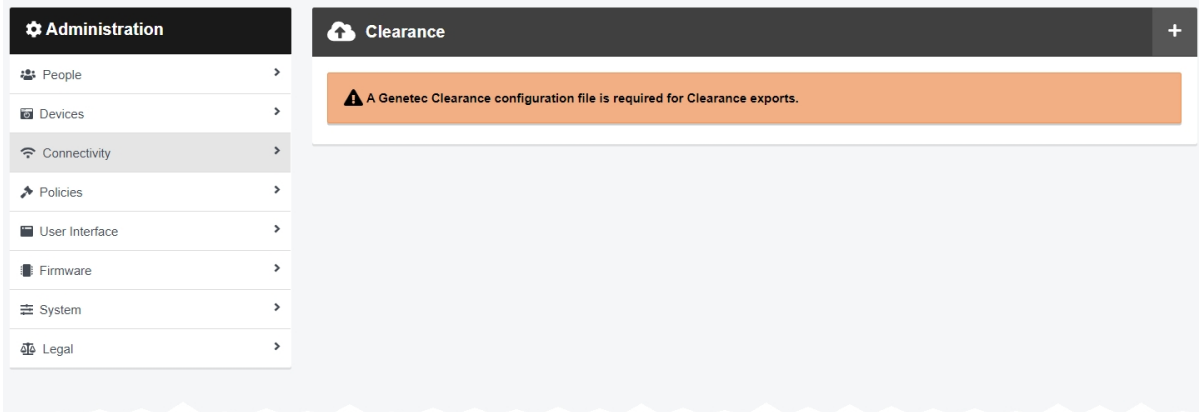 Administration
People
Devices
Connectivity
Policies
User Interface
Firmware
System
Legal
Clearance
+
A Genetec Clearance configuration file is required for Clearance exports.